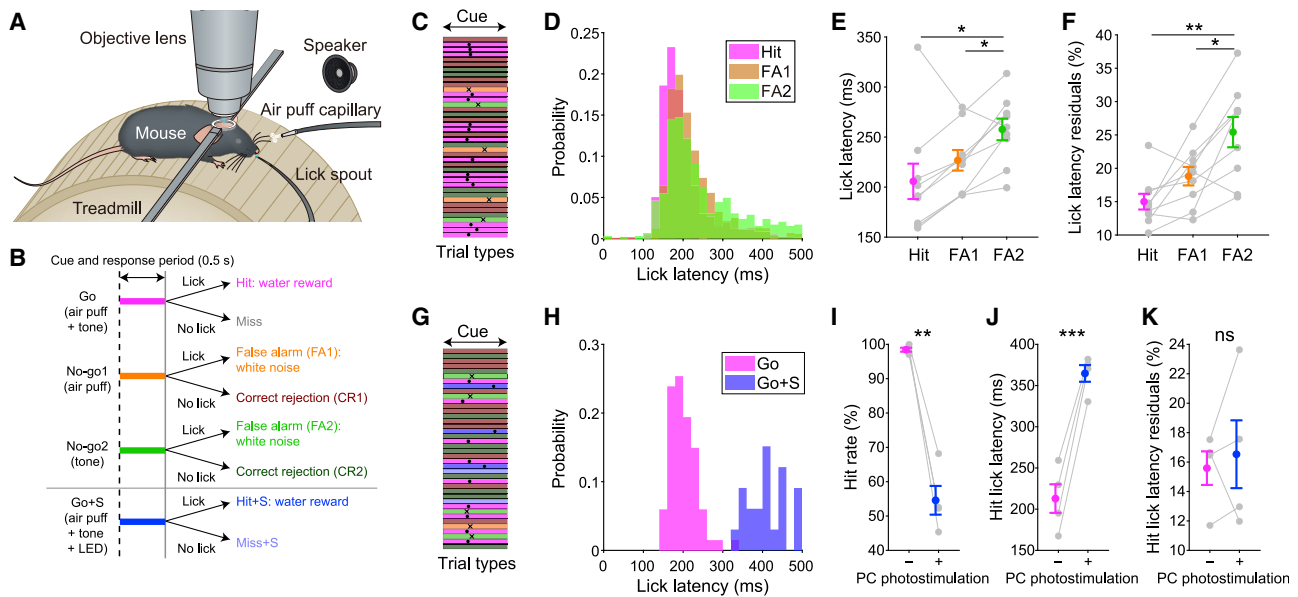 A
Objective lens
Speaker
Air puff capillary
Mouse
Lick spout
Treadmill
B
Cue and response period (0.5 s)
Go
(air puff
+ tone)
Lick
Hit: water reward
No lick
Miss
No-go1
(air puff)
Lick
False alarm (FA1):
white noise
No lick
Correct rejection (CR1)
No-go2
(tone)
Lick
False alarm (FA2):
white noise
No lick
Correct rejection (CR2)
Go+S
(air puff
+ tone
+ LED)
Lick
Hit+S: water reward
No lick
Miss+S
C
Cue
Trial types
D
Hit
FA1
FA2
Probability
0.25
0.2
0.15
0.1
0.05
0
0 100 200 300 400 500
Lick latency (ms)
E
* *
Lick latency
(ms)
350
300
250
200
150
Hit FA1 FA2
F
** *
Lick latency residuals (%)
40
35
30
25
20
15
10
Hit FA1 FA2
G
Cue
Trial types
H
Go
Go+S
Probability
0.3
0.2
0.1
0
0 100 200 300 400 500
Lick latency (ms)
I
**
Hit rate (%)
100
90
80
70
60
50
40
– +
PC photostimulation
J
***
Hit lick latency (ms)
400
350
300
250
200
150
– +
PC photostimulation
K
ns
Hit lick latency residuals (%)
24
22
20
18
16
14
12
10
– +
PC photostimulation